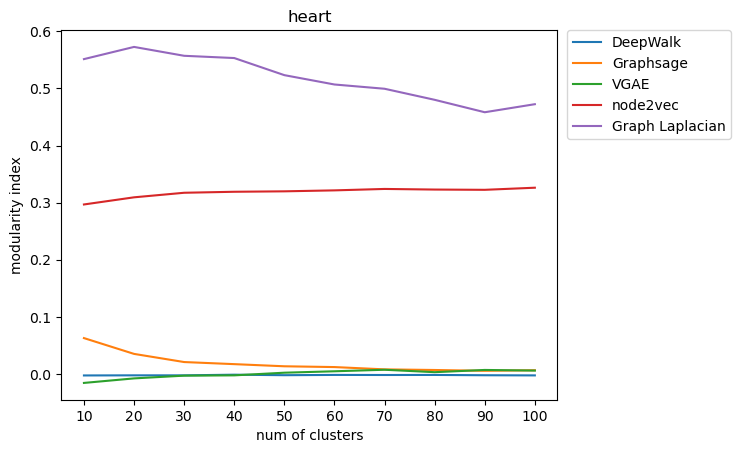 heart
0.6
0.5
0.4
0.3
0.2
0.1
0.0
modularity index
10 20 30 40 50 60 70 80 90 100
num of clusters
DeepWalk
Graphsage
VGAE
node2vec
Graph Laplacian